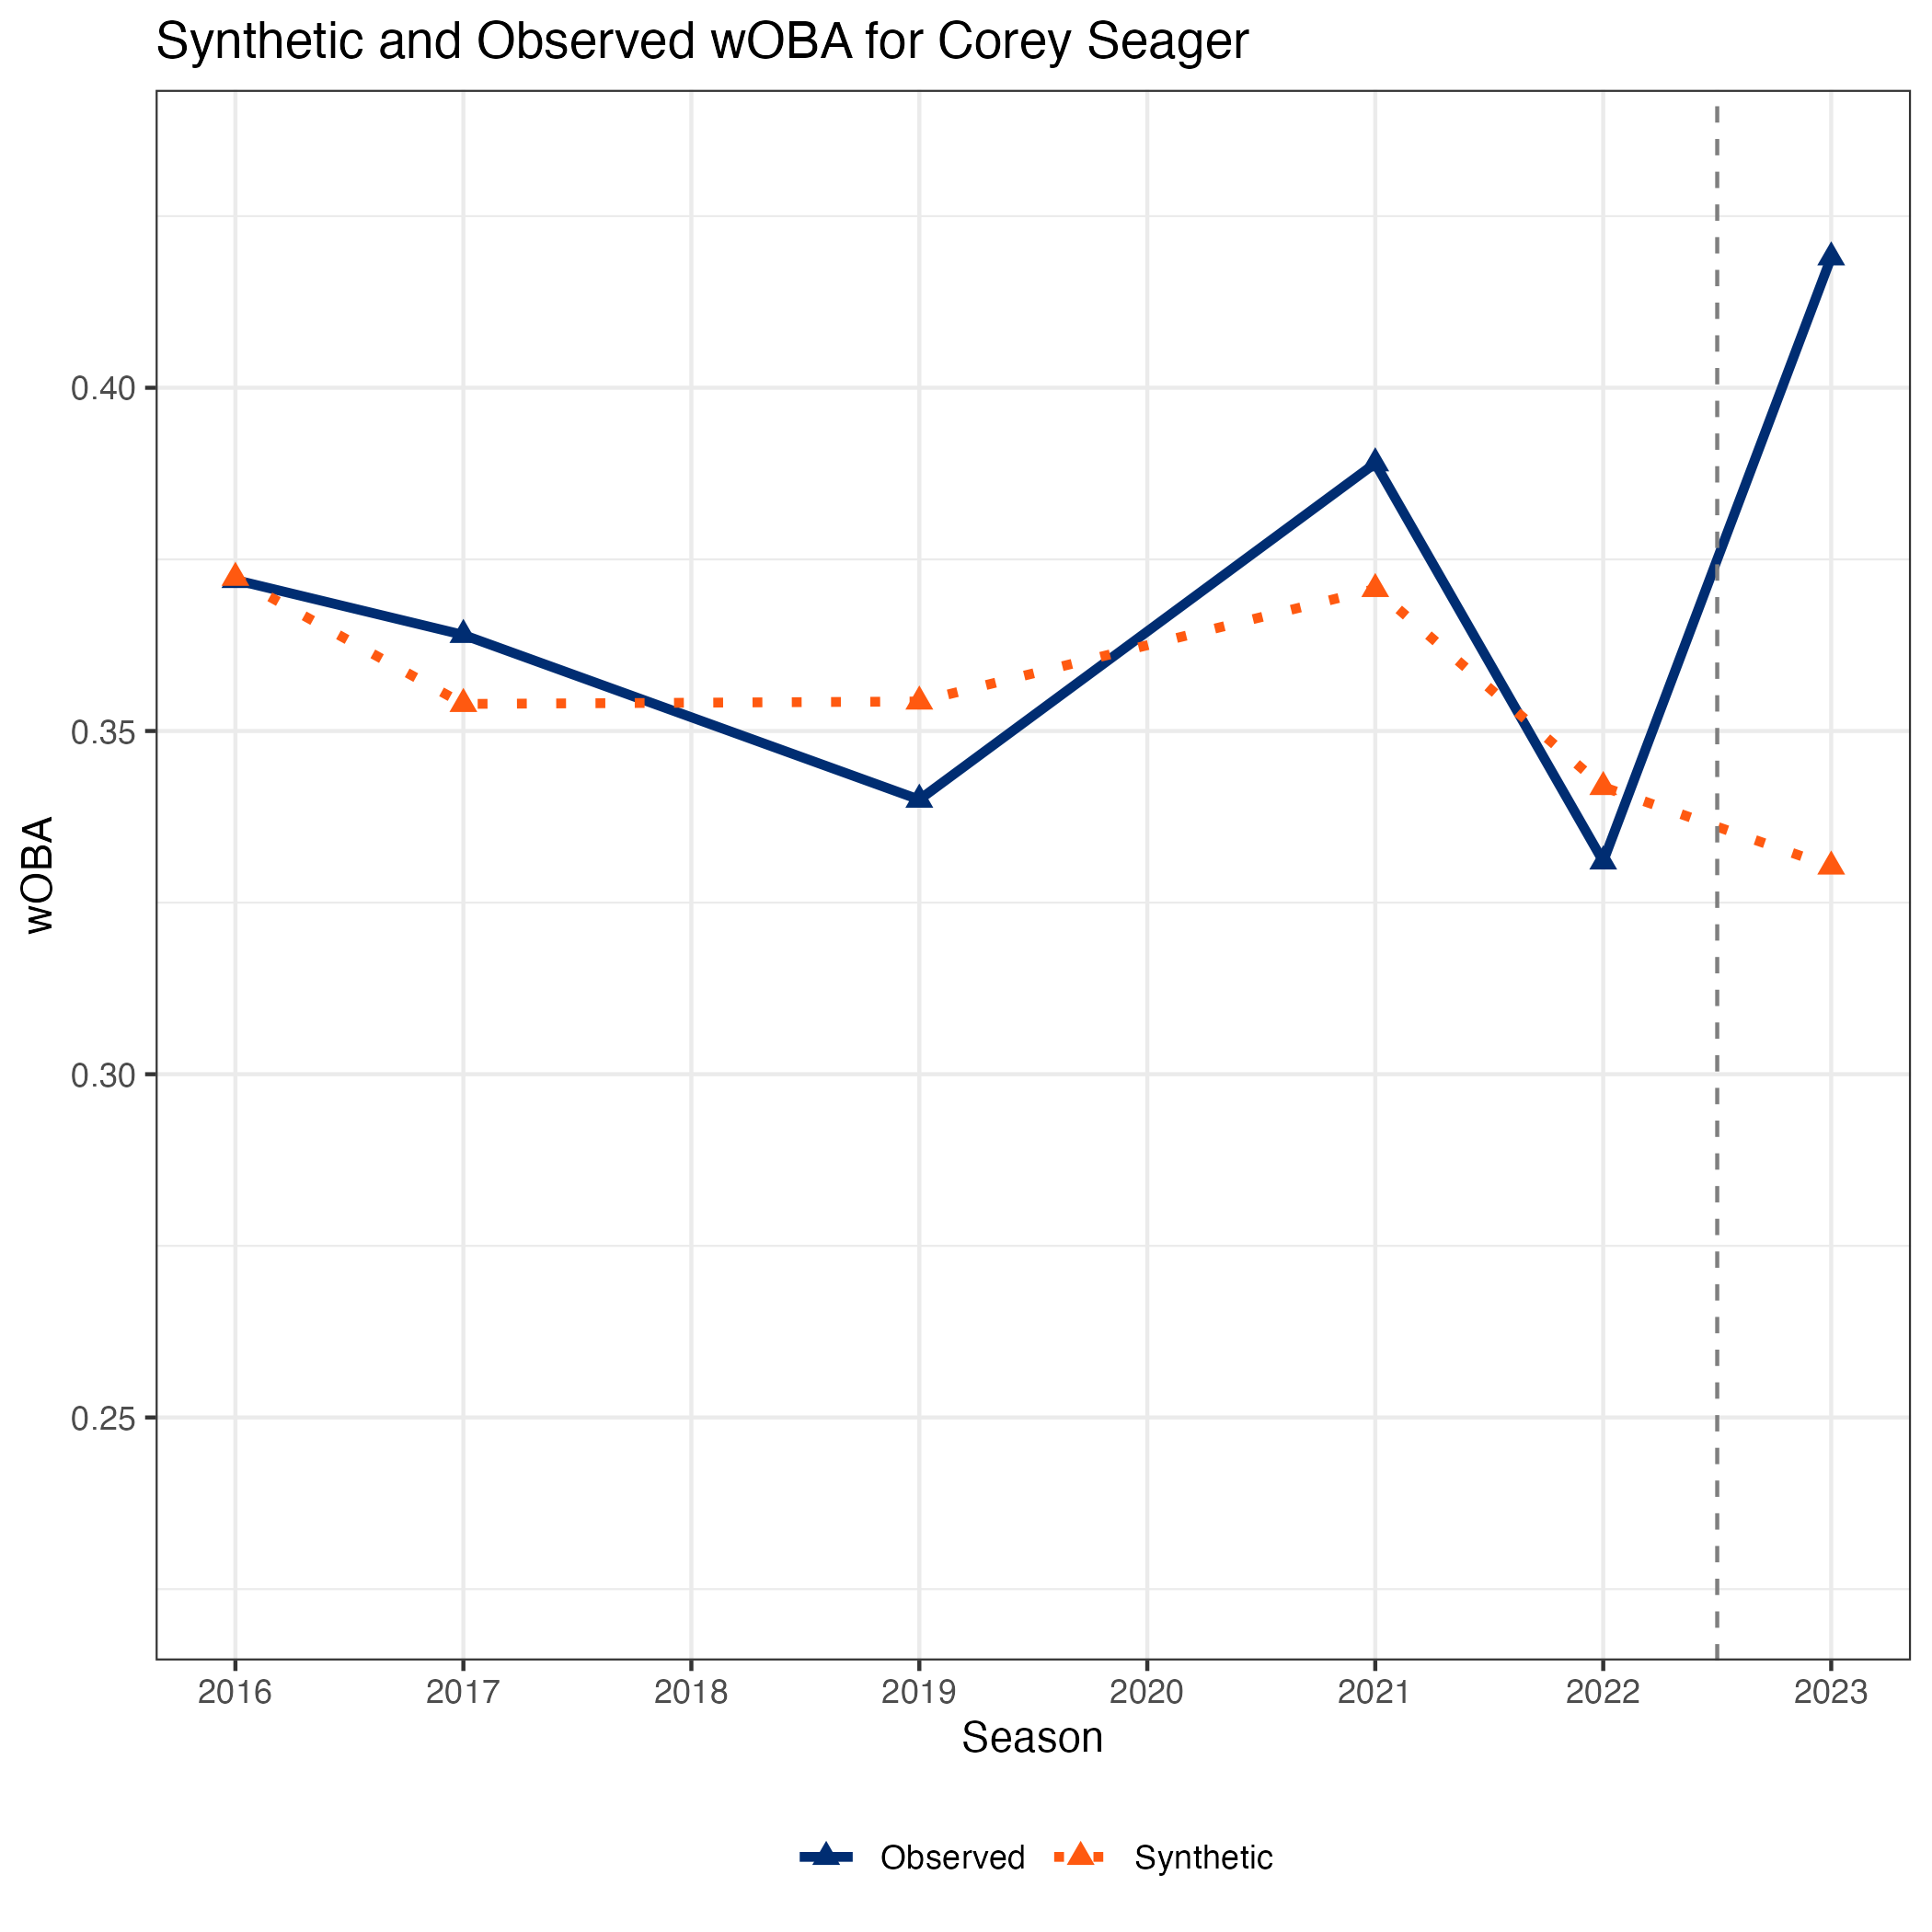 Synthetic and Observed wOBA for Corey Seager
wOBA
0.40
0.35
0.30
0.25
2016 2017 2018 2019 2020 2021 2022 2023
Season
Observed Synthetic